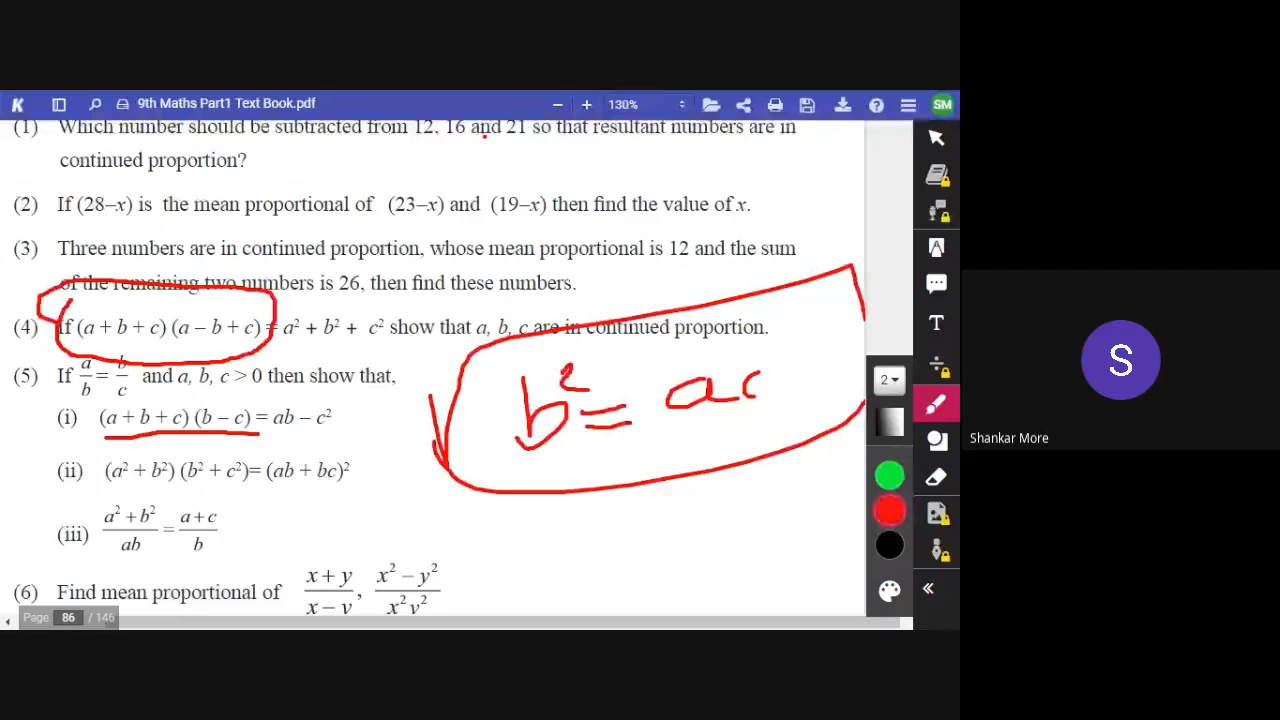 9th Maths Part1 Text Book.pdf
130%
SM
(1) Which number should be subtracted from 12, 16 and 21 so that resultant numbers are in
continued proportion?
(2) If (28–x) is the mean proportional of (23–x) and (19–x) then find the value of x.
(3) Three numbers are in continued proportion, whose mean proportional is 12 and the sum
of the remaining two numbers is 26, then find these numbers.
(4) If (a + b + c) (a – b + c) = a² + b² + c² show that a, b, c are in continued proportion.
(5) If a/b = b/c and a, b, c > 0 then show that,
(i) (a + b + c) (b – c) = ab – c²
b² = ac
(ii) (a² + b²) (b² + c²)= (ab + bc)²
(iii) a² + b² / ab = a + c / b
(6) Find mean proportional of x + y / x – y , x² – y² / x² y²
Page 86 / 146
2
S
Shankar More